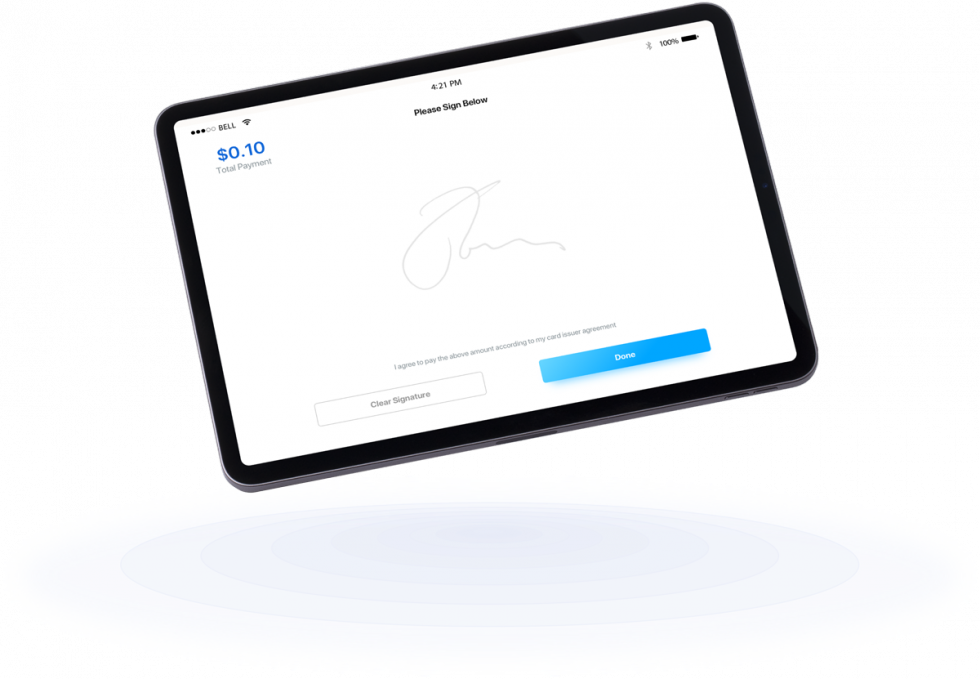 4:21 PM
100%
BELL
Please Sign Below
$0.10
Total Payment
I agree to pay the above amount according to my card issuer agreement
Clear Signature
Done